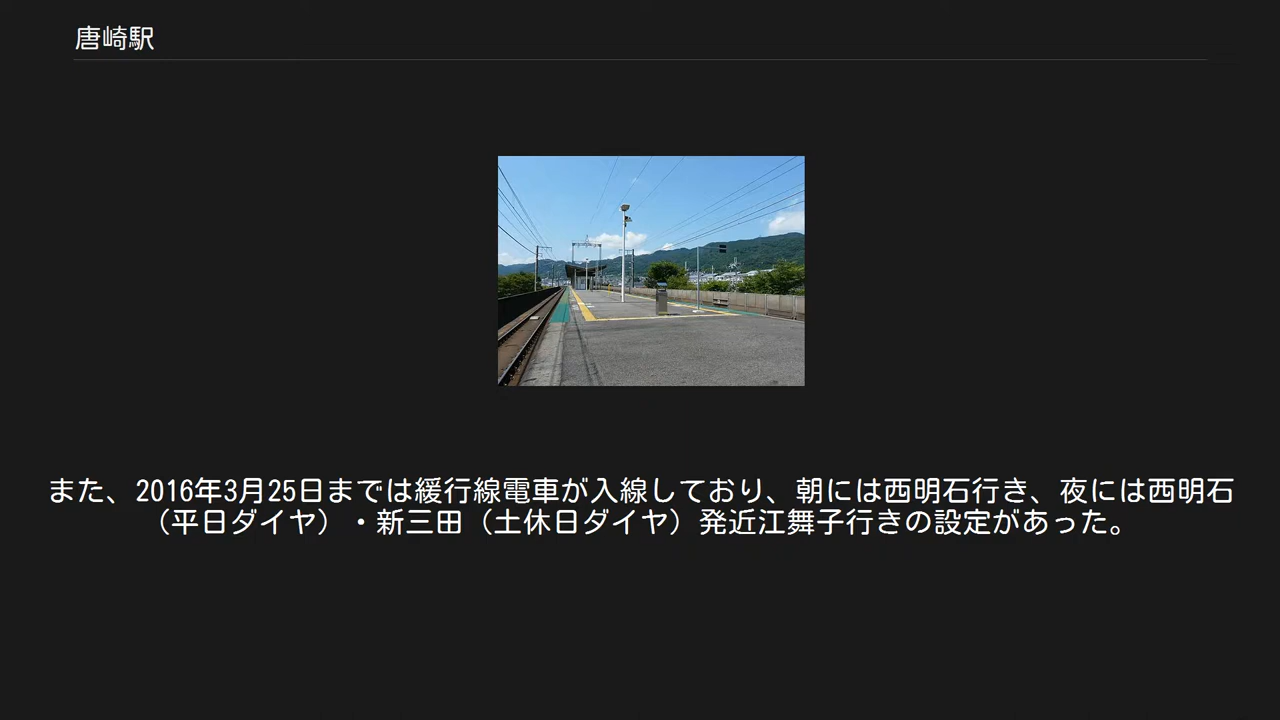 唐崎駅
また、2016年3月25日までは緩行線電車が入線しており、朝には西明石行き、夜には西明石
（平日ダイヤ）・新三田（土休日ダイヤ）発近江舞子行きの設定があった。